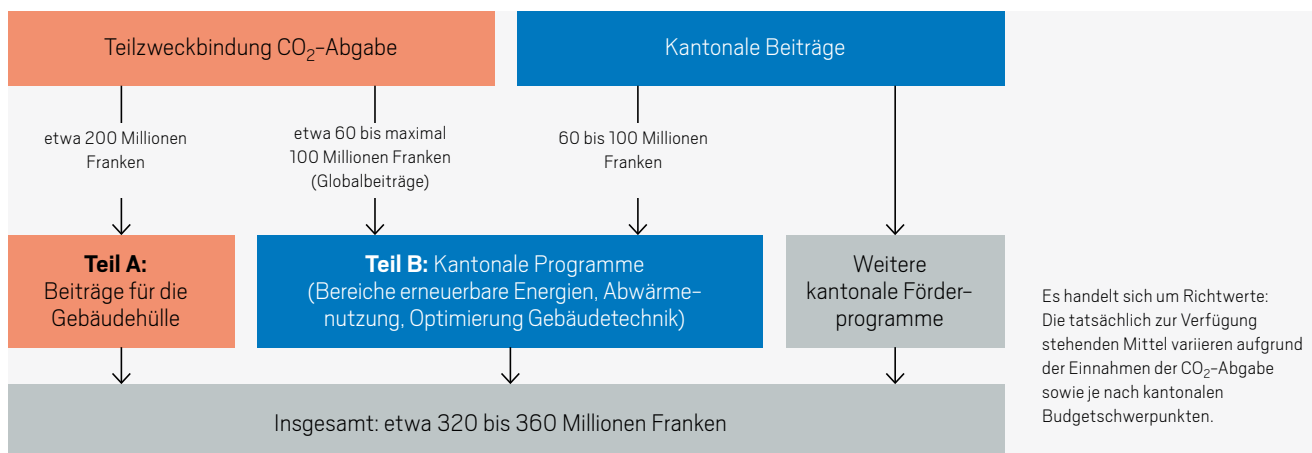 Teilzweckbindung CO₂-Abgabe
Kantonale Beiträge
etwa 200 Millionen
Franken
etwa 60 bis maximal
100 Millionen Franken
(Globalbeiträge)
60 bis 100 Millionen
Franken
Teil A:
Beiträge für die
Gebäudehülle
Teil B: Kantonale Programme
(Bereiche erneuerbare Energien, Abwärme-
nutzung, Optimierung Gebäudetechnik)
Weitere
kantonale Förder-
programme
Insgesamt: etwa 320 bis 360 Millionen Franken
Es handelt sich um Richtwerte:
Die tatsächlich zur Verfügung
stehenden Mittel variieren aufgrund
der Einnahmen der CO₂-Abgabe
sowie je nach kantonalen
Budgetschwerpunkten.